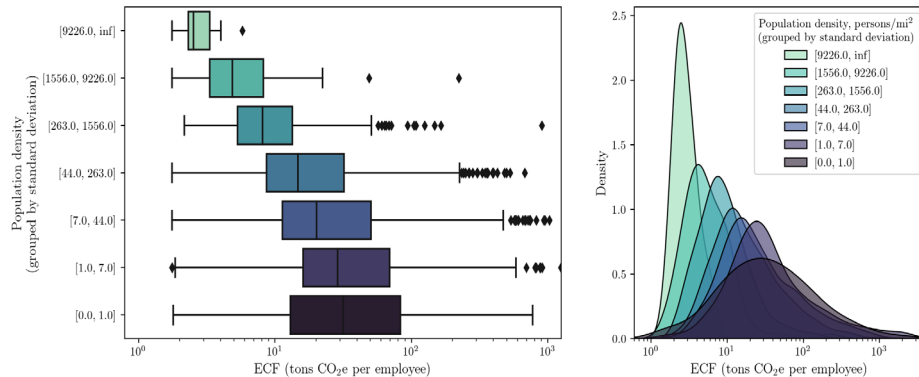 Population density
(grouped by standard deviation)
[9226.0, inf]
[1556.0, 9226.0]
[263.0, 1556.0]
[44.0, 263.0]
[7.0, 44.0]
[1.0, 7.0]
[0.0, 1.0]
10⁰
10¹
10²
10³
ECF (tons CO₂e per employee)
Density
2.5
2.0
1.5
1.0
0.5
0.0
Population density, persons/mi²
(grouped by standard deviation)
[9226.0, inf]
[1556.0, 9226.0]
[263.0, 1556.0]
[44.0, 263.0]
[7.0, 44.0]
[1.0, 7.0]
[0.0, 1.0]
10⁰
10¹
10²
10³
ECF (tons CO₂e per employee)